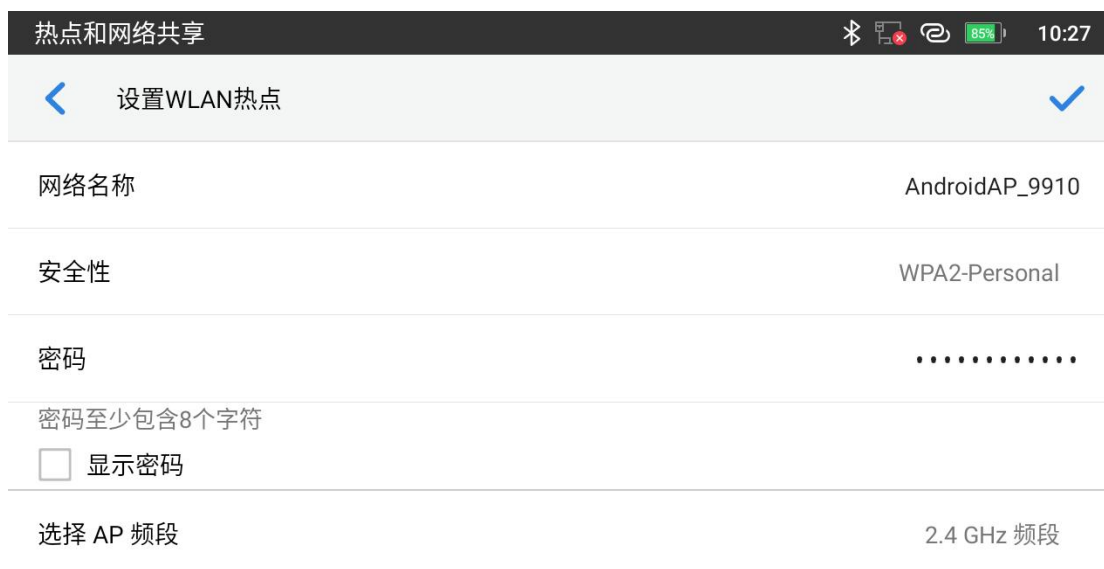 热点和网络共享 85% 10:27
设置WLAN热点
网络名称 AndroidAP_9910
安全性 WPA2-Personal
密码 ••••••••••••
密码至少包含8个字符
显示密码
选择 AP 频段 2.4 GHz 频段